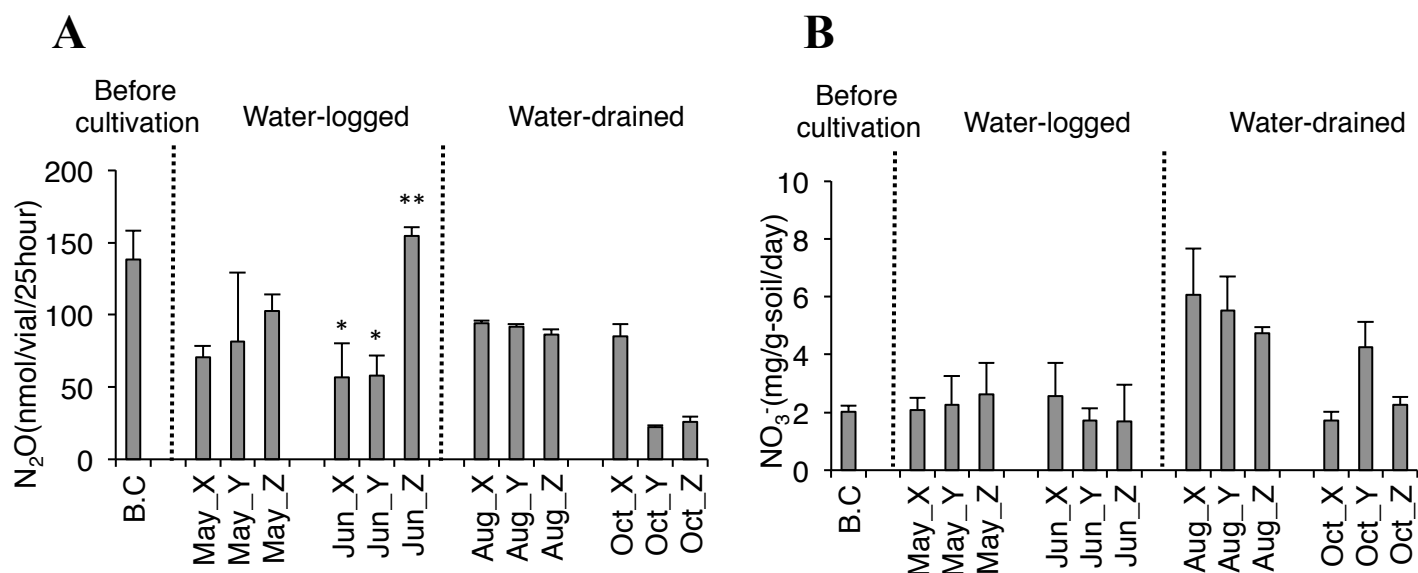 A
Before
cultivation
Water-logged
Water-drained
N₂O(nmol/vial/25hour)
200
150
100
50
0
*
*
**
B.C
May_X
May_Y
May_Z
Jun_X
Jun_Y
Jun_Z
Aug_X
Aug_Y
Aug_Z
Oct_X
Oct_Y
Oct_Z
B
Before
cultivation
Water-logged
Water-drained
NO₃⁻(mg/g-soil/day)
10
8
6
4
2
0
B.C
May_X
May_Y
May_Z
Jun_X
Jun_Y
Jun_Z
Aug_X
Aug_Y
Aug_Z
Oct_X
Oct_Y
Oct_Z